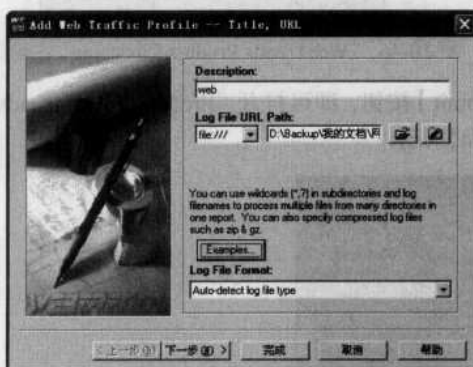 Add Web Traffic Profile -- Title, URL
Description:
web
Log File URL Path:
file:///
D:\Backup\我的文档\网
You can use wildcards (*,?) in subdirectories and log
filenames to process multiple files from many directories in
one report. You can also specify compressed log files
such as zip & gz.
Examples...
Log File Format:
Auto-detect log file type
<上一步(B) 下一步(N) > 完成 取消 帮助